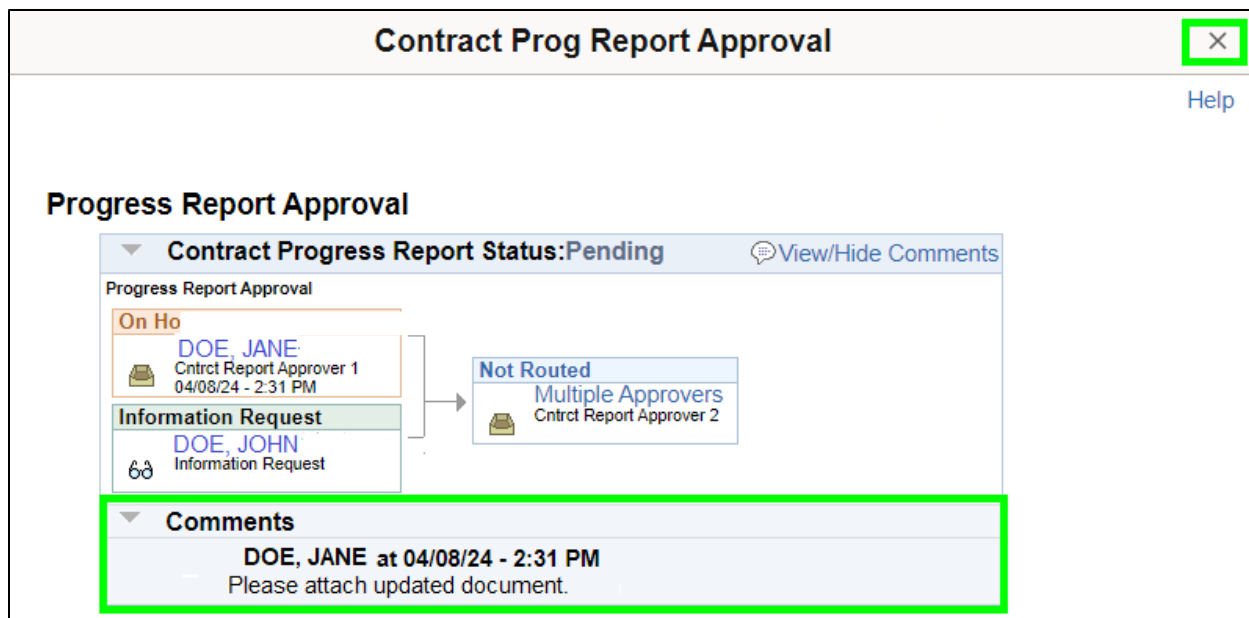 Contract Prog Report Approval
Help
Progress Report Approval
Contract Progress Report Status:Pending
View/Hide Comments
Progress Report Approval
On Ho
DOE, JANE
Cntrct Report Approver 1
04/08/24 - 2:31 PM
Not Routed
Multiple Approvers
Cntrct Report Approver 2
Information Request
DOE, JOHN
Information Request
Comments
DOE, JANE at 04/08/24 - 2:31 PM
Please attach updated document.